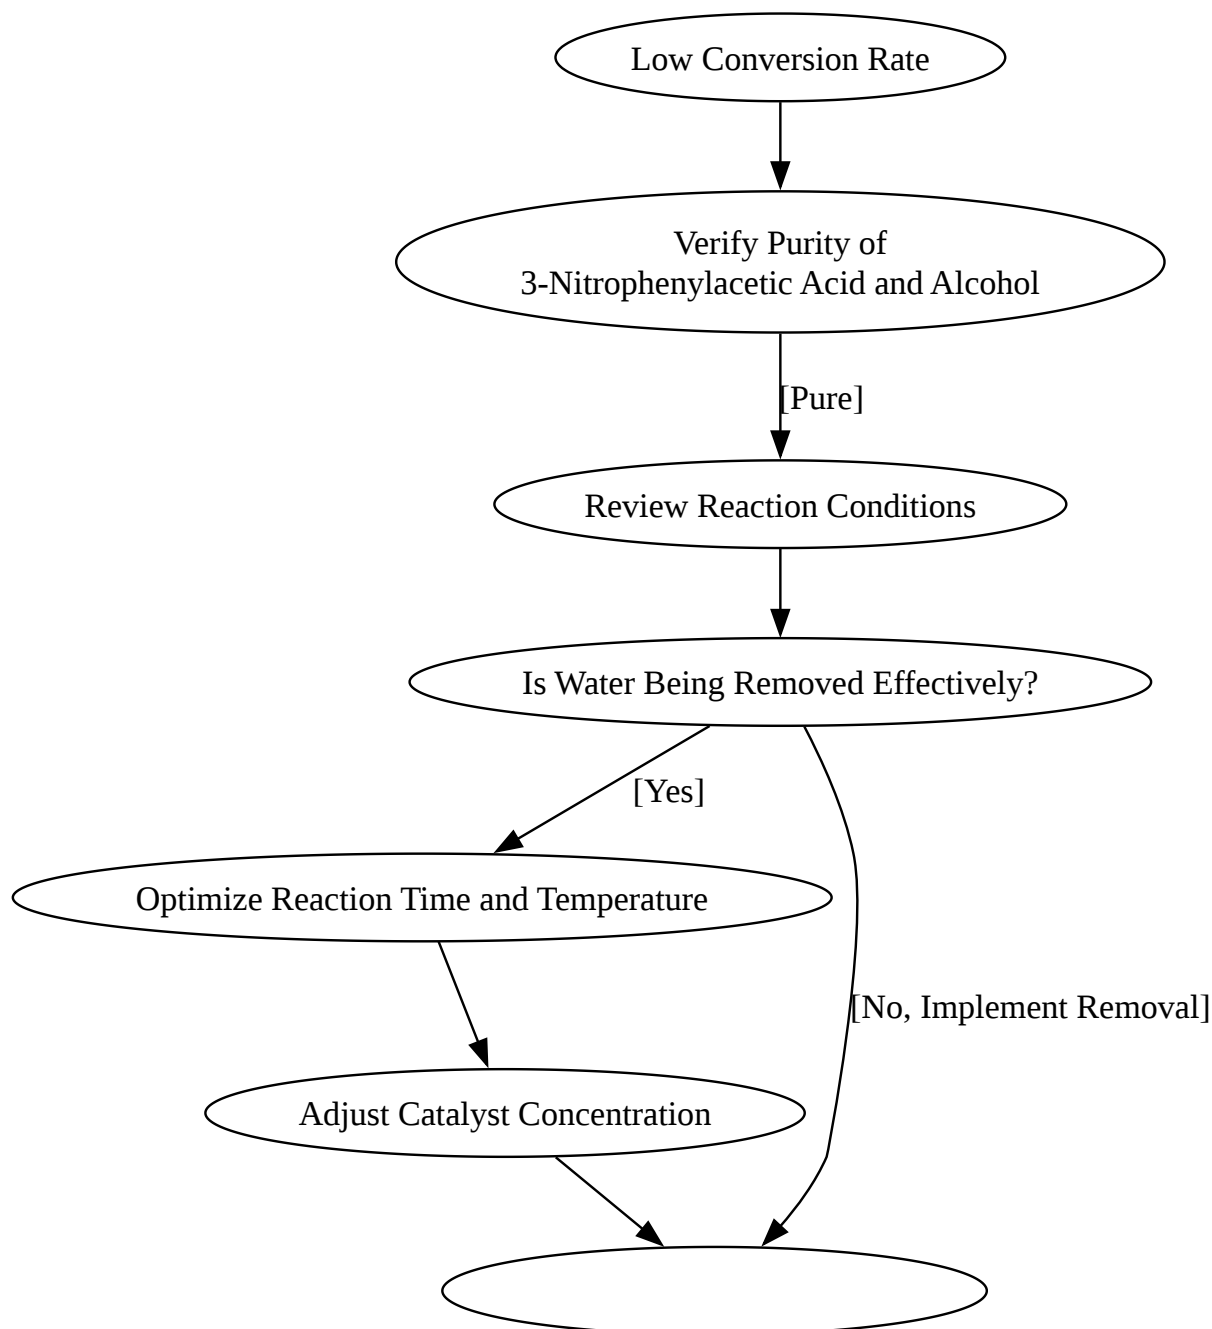 Low Conversion Rate
Verify Purity of
3-Nitrophenylacetic Acid and Alcohol
[Pure]
Review Reaction Conditions
Is Water Being Removed Effectively?
[Yes]
Optimize Reaction Time and Temperature
[No, Implement Removal]
Adjust Catalyst Concentration